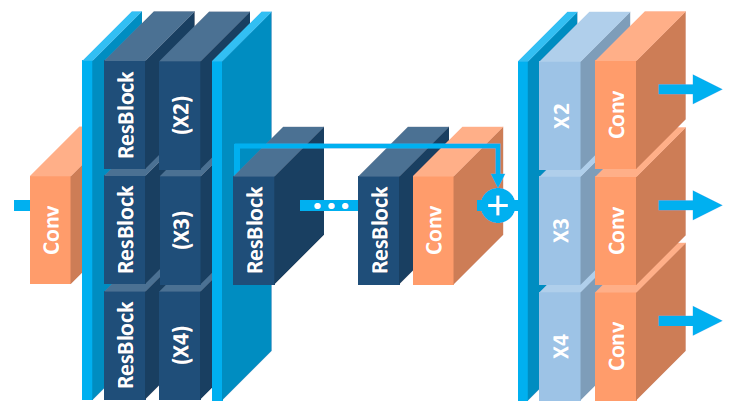 Conv
ResBlock
(X2)
ResBlock
(X3)
ResBlock
(X4)
ResBlock
ResBlock
Conv
X2
Conv
X3
Conv
X4
Conv